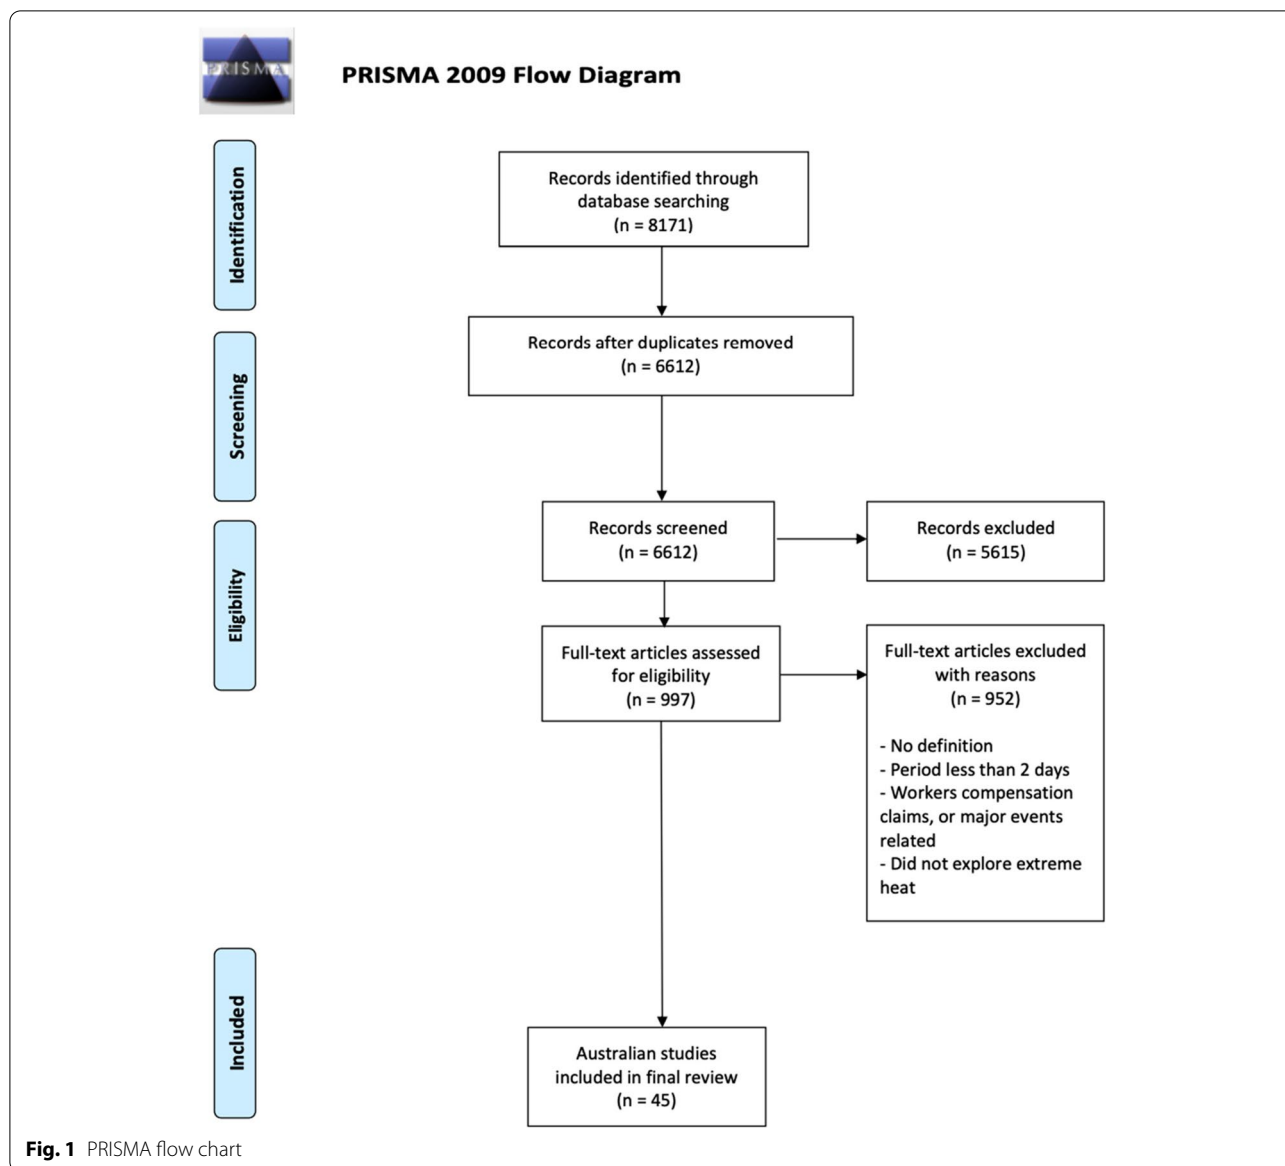 PRISMA
PRISMA 2009 Flow Diagram
Identification
Records identified through
database searching
(n = 8171)
Records after duplicates removed
(n = 6612)
Screening
Records screened
(n = 6612)
Records excluded
(n = 5615)
Eligibility
Full-text articles assessed
for eligibility
(n = 997)
Full-text articles excluded
with reasons
(n = 952)
- No definition
- Period less than 2 days
- Workers compensation
claims, or major events
related
- Did not explore extreme
heat
Included
Australian studies
included in final review
(n = 45)
Fig. 1 PRISMA flow chart